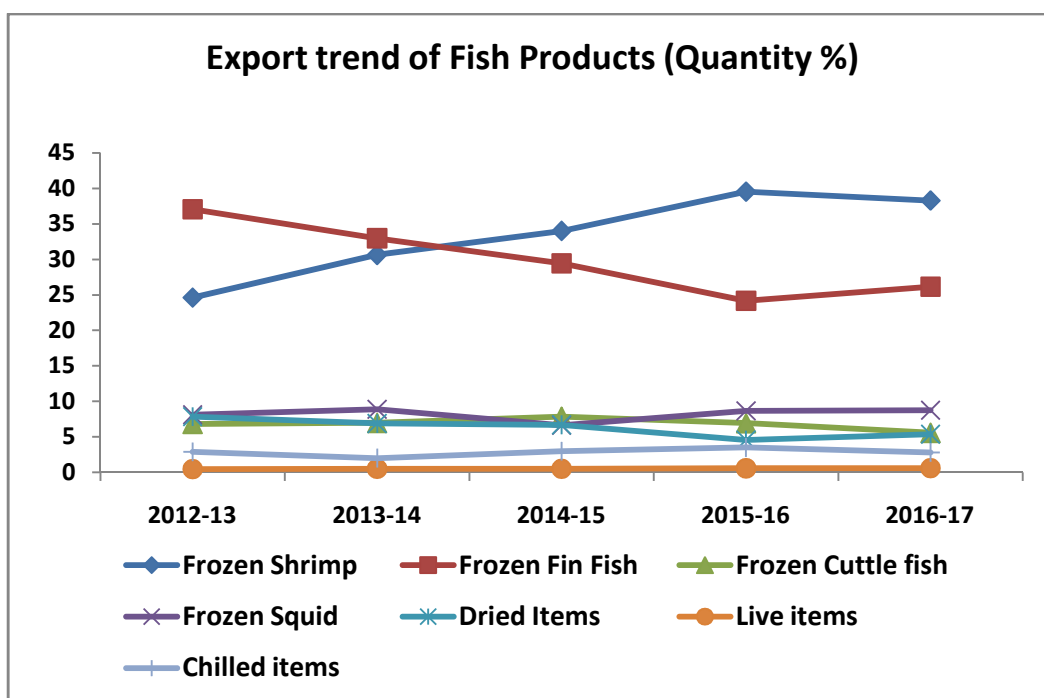 Export trend of Fish Products (Quantity %)
45
40
35
30
25
20
15
10
5
0
2012-13 2013-14 2014-15 2015-16 2016-17
Frozen Shrimp Frozen Fin Fish Frozen Cuttle fish
Frozen Squid Dried Items Live items
Chilled items